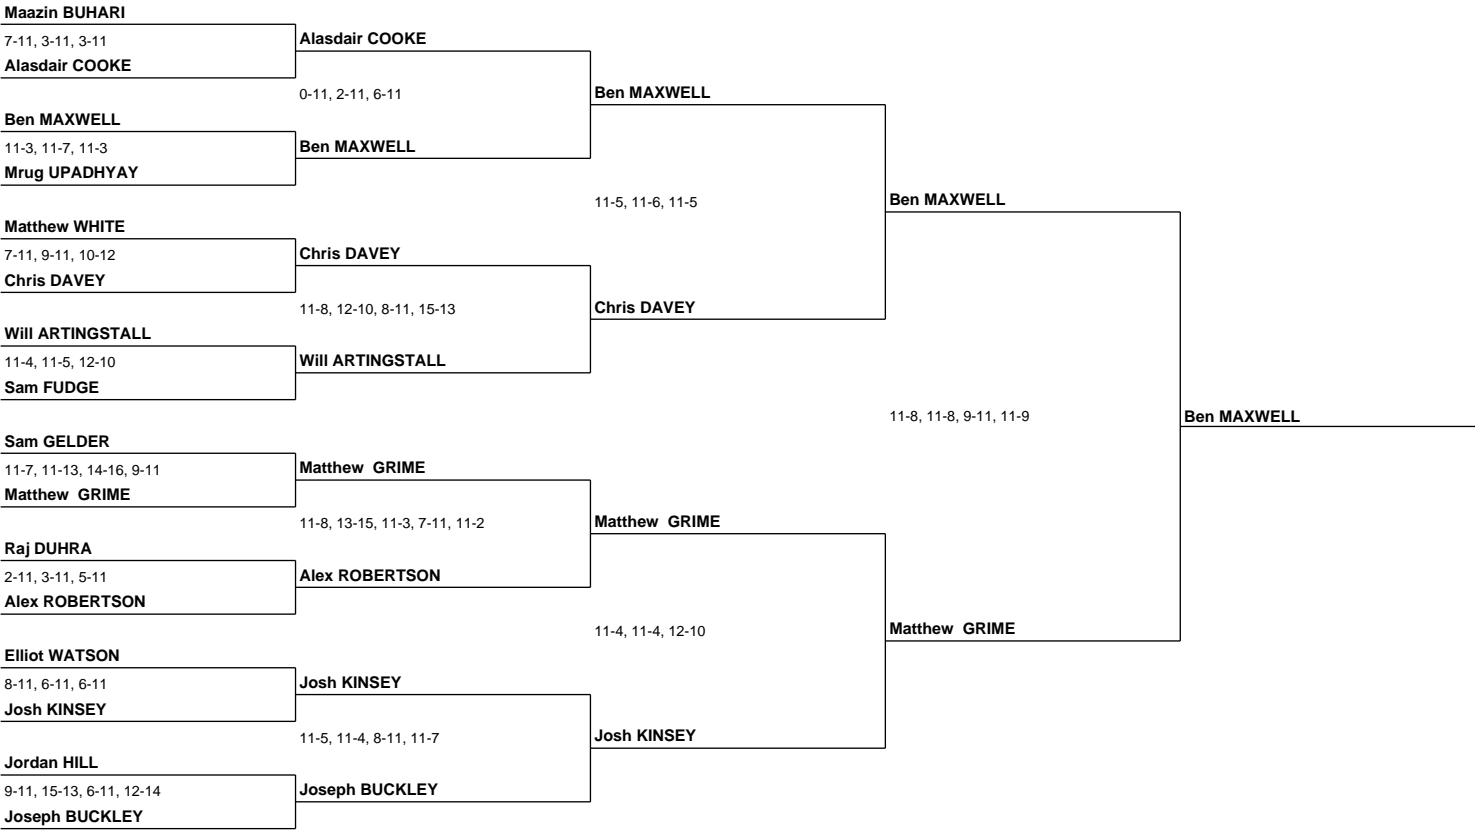 Maazin BUHARI
7-11, 3-11, 3-11
Alasdair COOKE
Ben MAXWELL
11-3, 11-7, 11-3
Mrug UPADHYAY
Matthew WHITE
7-11, 9-11, 10-12
Chris DAVEY
Will ARTINGSTALL
11-4, 11-5, 12-10
Sam FUDGE
Sam GELDER
11-7, 11-13, 14-16, 9-11
Matthew  GRIME
Raj DUHRA
2-11, 3-11, 5-11
Alex ROBERTSON
Elliot WATSON
8-11, 6-11, 6-11
Josh KINSEY
Jordan HILL
9-11, 15-13, 6-11, 12-14
Joseph BUCKLEY
Alasdair COOKE
0-11, 2-11, 6-11
Ben MAXWELL
Chris DAVEY
11-8, 12-10, 8-11, 15-13
Will ARTINGSTALL
Matthew  GRIME
11-8, 13-15, 11-3, 7-11, 11-2
Alex ROBERTSON
Josh KINSEY
11-5, 11-4, 8-11, 11-7
Joseph BUCKLEY
Ben MAXWELL
11-5, 11-6, 11-5
Chris DAVEY
Matthew  GRIME
11-4, 11-4, 12-10
Josh KINSEY
Ben MAXWELL
11-8, 11-8, 9-11, 11-9
Matthew  GRIME
Ben MAXWELL